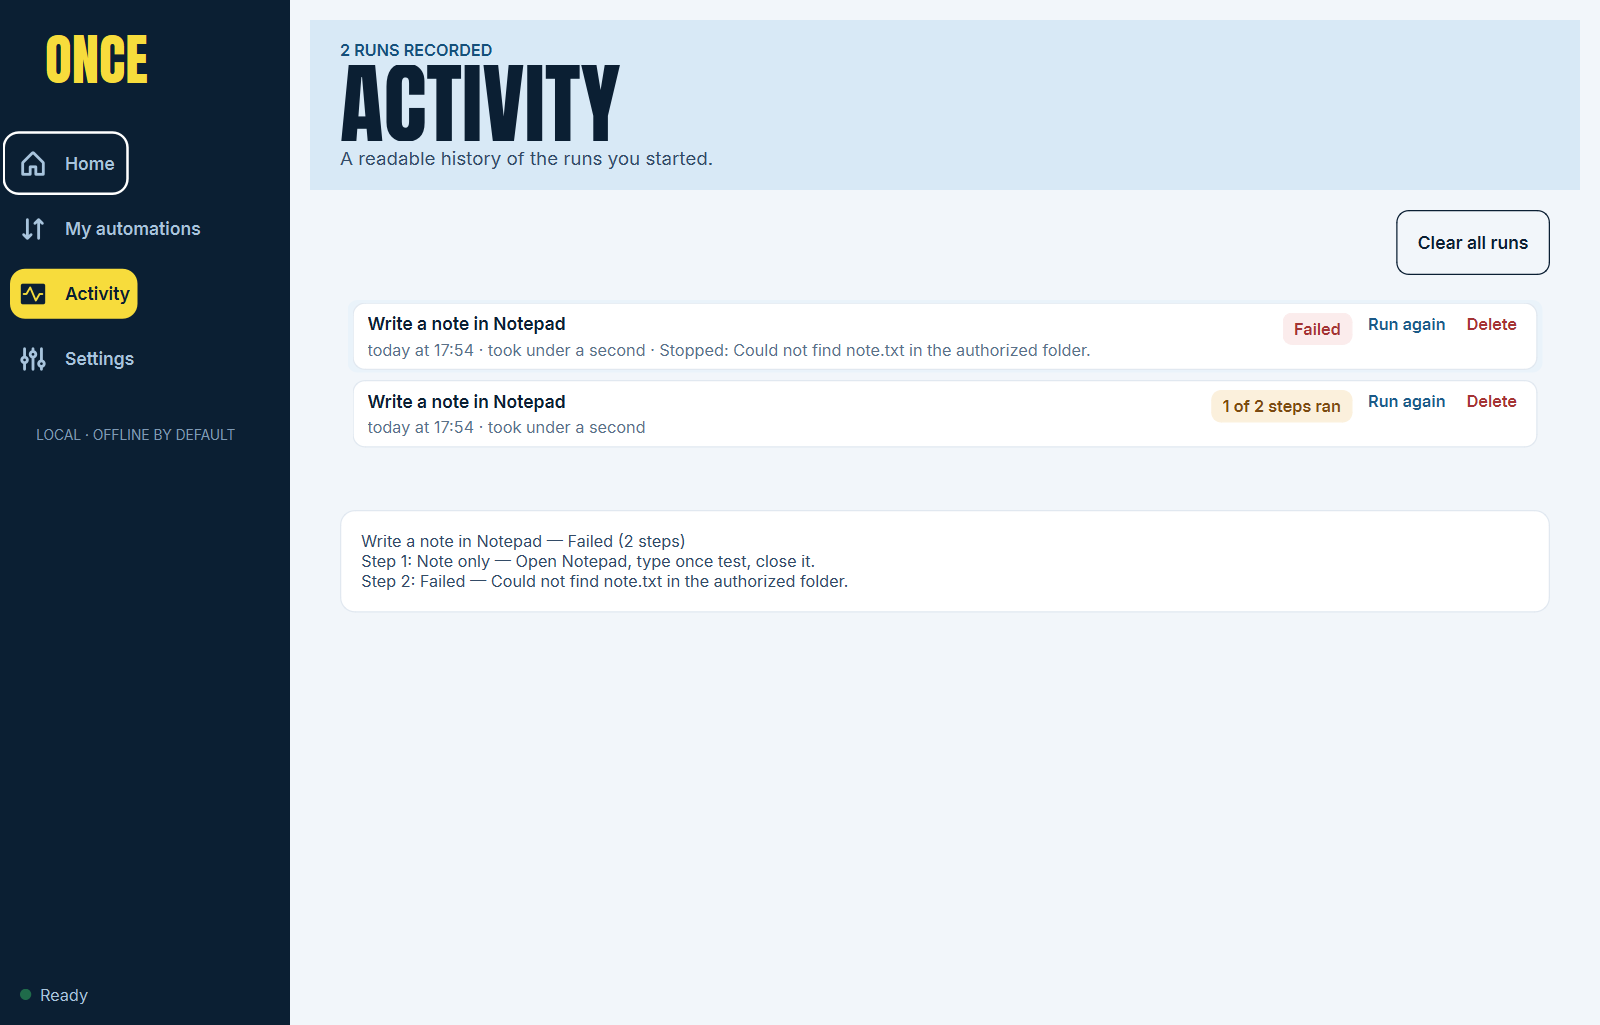 ONCE
Home
My automations
Activity
Settings
LOCAL · OFFLINE BY DEFAULT
Ready
2 RUNS RECORDED
ACTIVITY
A readable history of the runs you started.
Clear all runs
Write a note in Notepad
Failed
Run again
Delete
today at 17:54 · took under a second · Stopped: Could not find note.txt in the authorized folder.
Write a note in Notepad
1 of 2 steps ran
Run again
Delete
today at 17:54 · took under a second
Write a note in Notepad — Failed (2 steps)
Step 1: Note only — Open Notepad, type once test, close it.
Step 2: Failed — Could not find note.txt in the authorized folder.